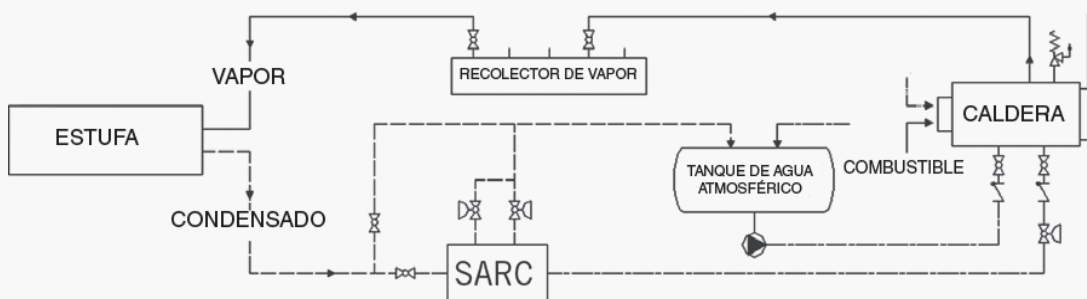 RECOLECTOR DE VAPOR
VAPOR
ESTUFA
CALDERA
TANQUE DE AGUA
ATMOSFÉRICO
COMBUSTIBLE
CONDENSADO
SARC